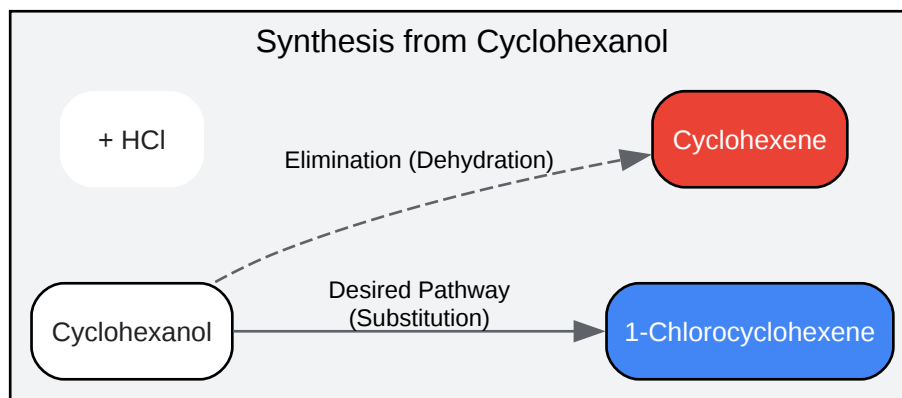 Synthesis from Cyclohexanol
+ HCl
Elimination (Dehydration)
Cyclohexene
Cyclohexanol
Desired Pathway
(Substitution)
1-Chlorocyclohexene